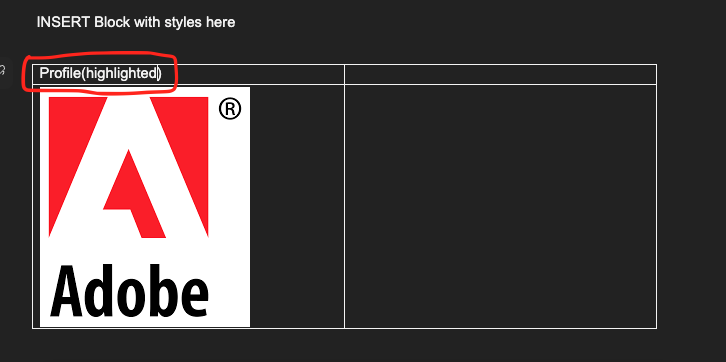 INSERT Block with styles here
Profile(highlighted)
®
Adobe